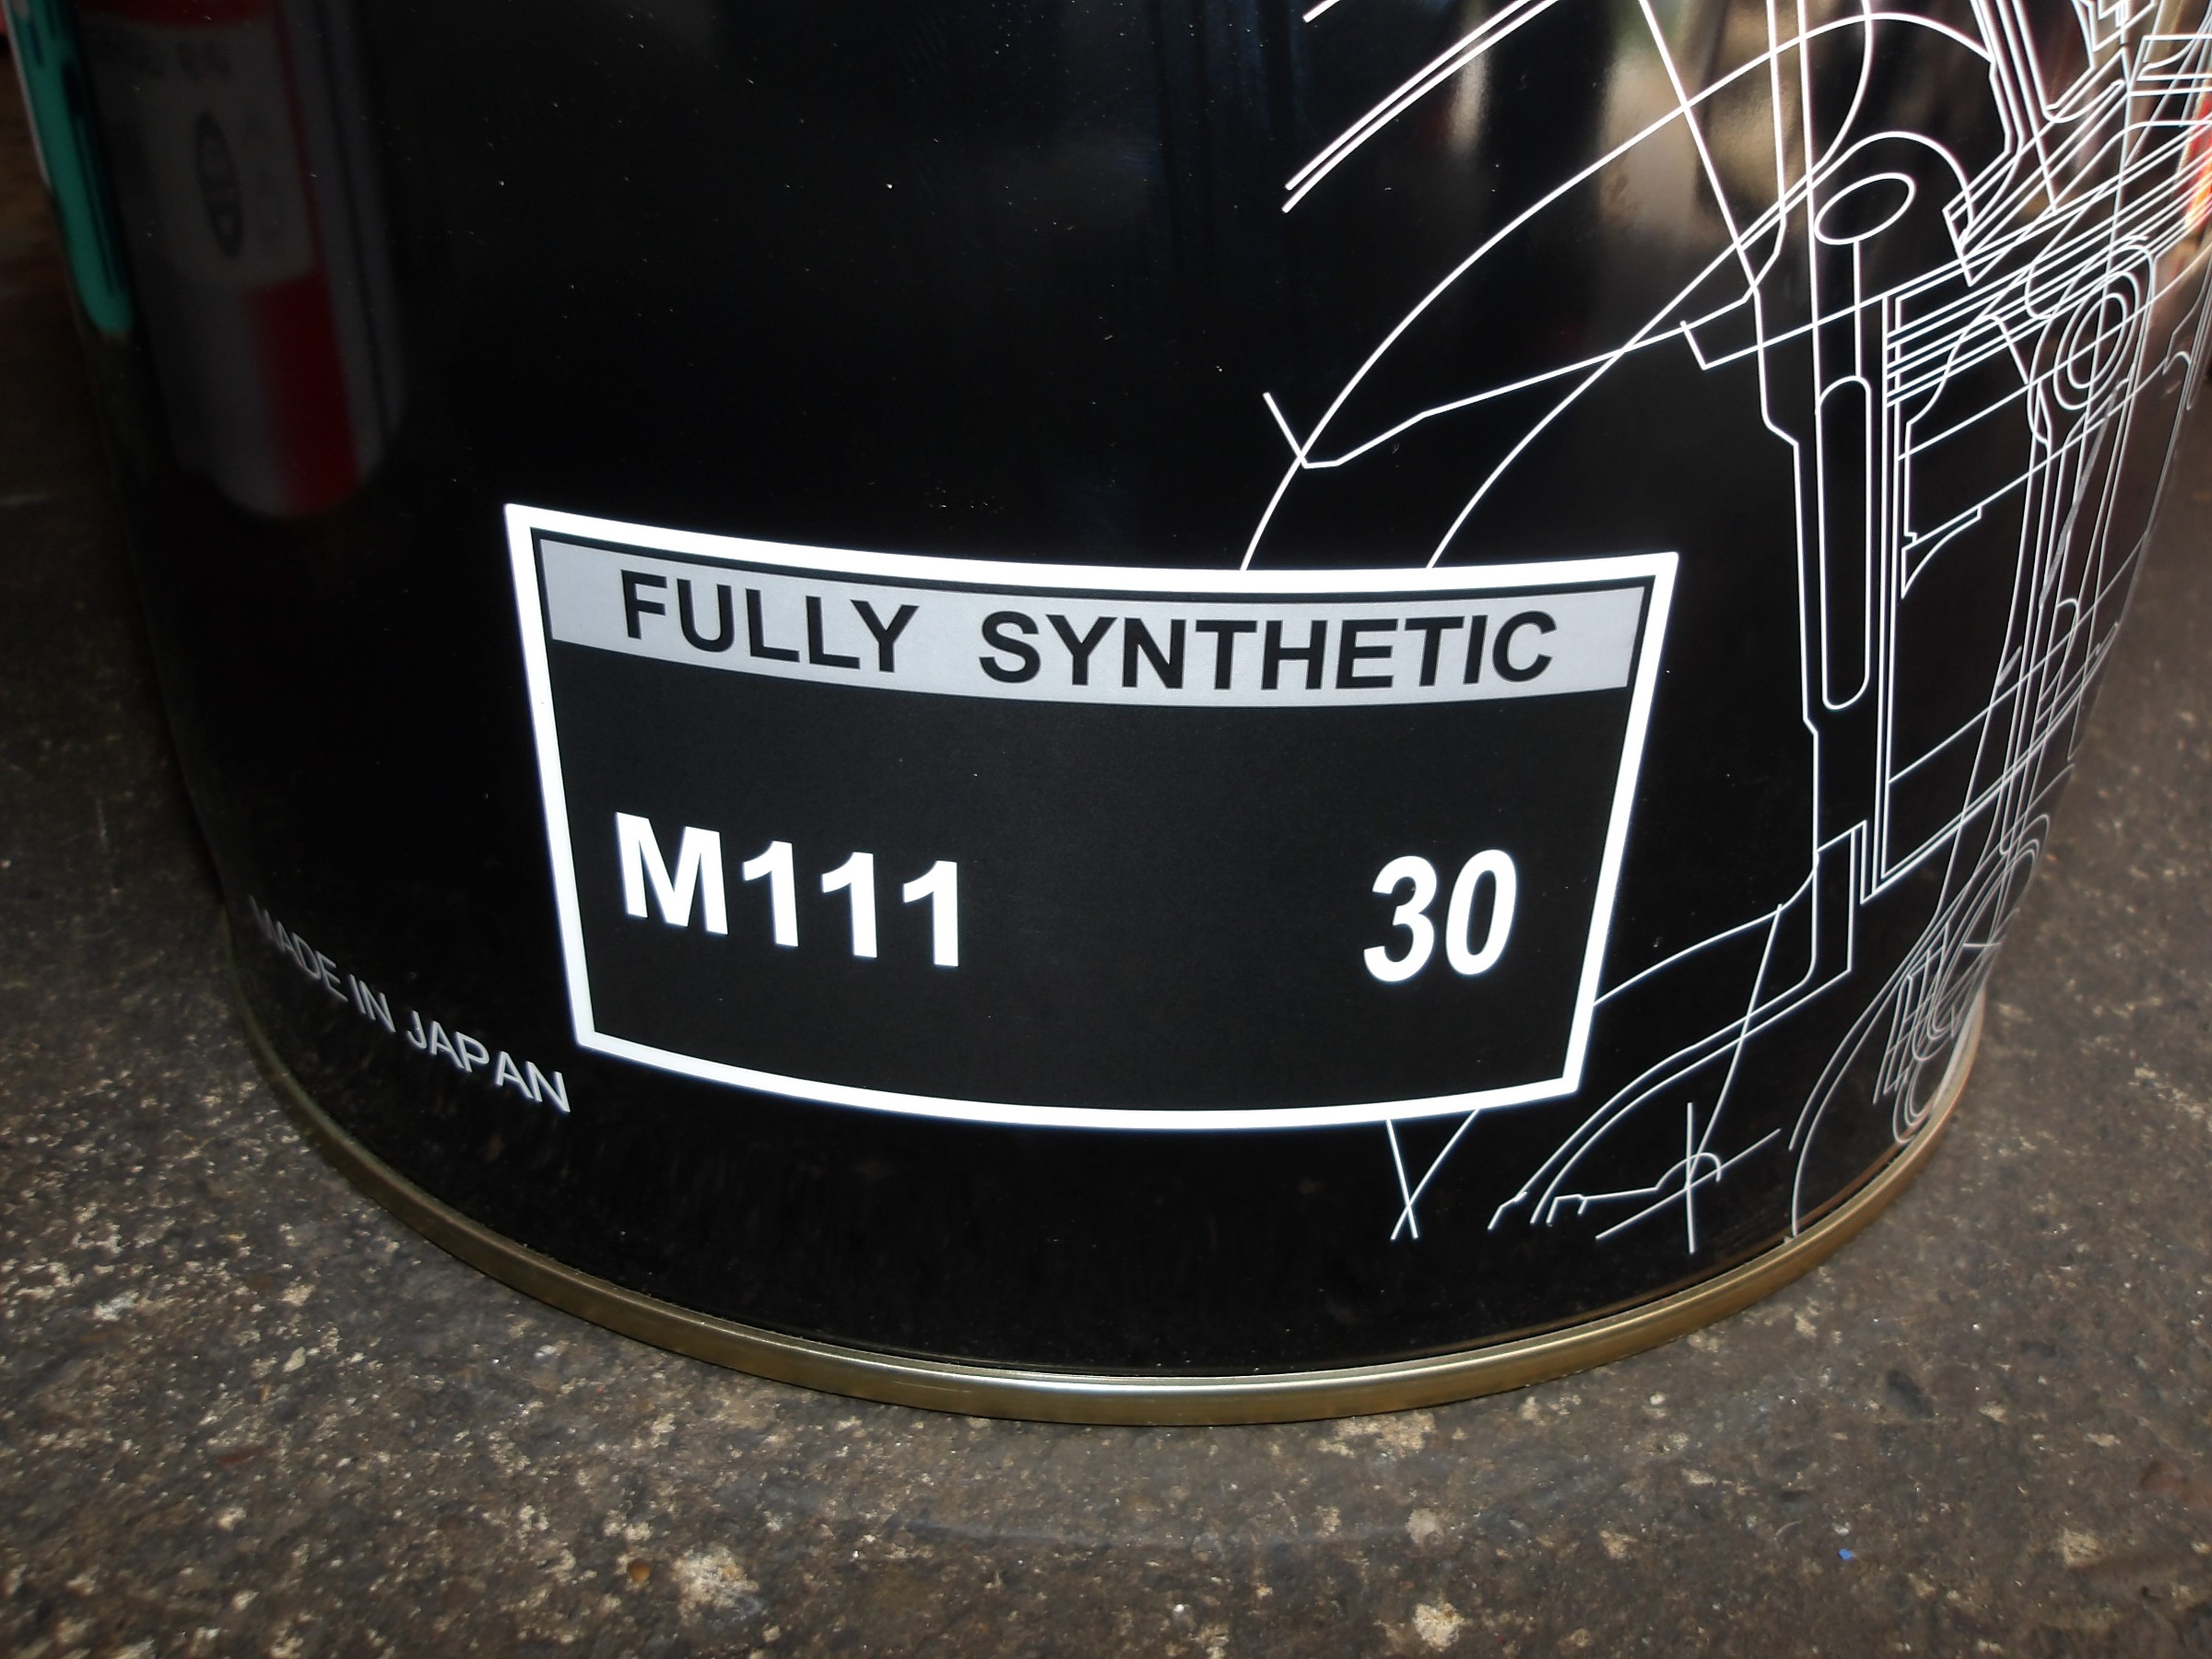 FULLY SYNTHETIC
M111 30
MADE IN JAPAN